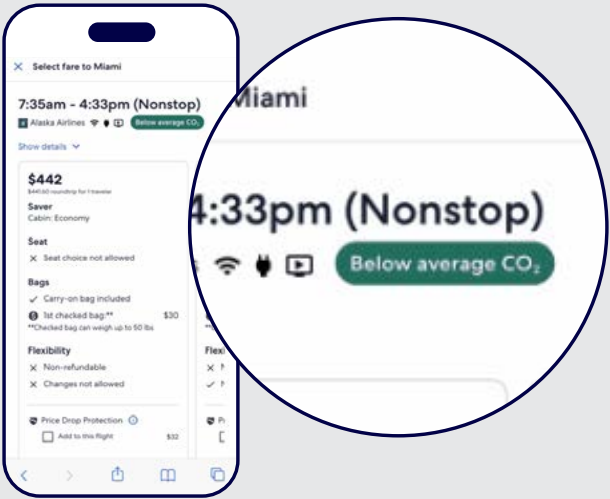 Select fare to Miami
7:35am - 4:33pm (Nonstop)
Alaska Airlines
Below average CO₂
Show details
$442
$441.60 roundtrip for 1 traveler
Saver
Cabin: Economy
Seat
Seat choice not allowed
Bags
Carry-on bag included
1st checked bag:** $30
**Checked bag can weigh up to 50 lbs
Flexibility
Non-refundable
Changes not allowed
Price Drop Protection
Add to this flight $32
Flexi
Miami
4:33pm (Nonstop)
Below average CO₂